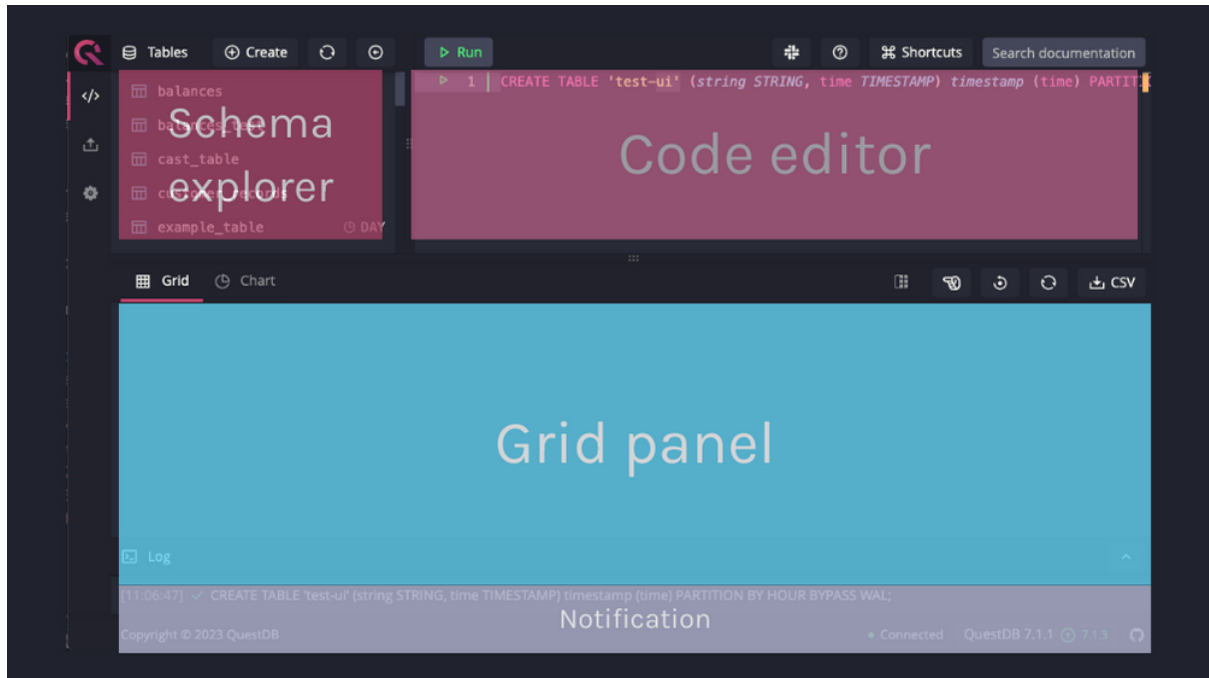 Tables Create Run Shortcuts Search documentation
balances
balances_test
cast_table
customer_records
example_table DAY
Schema
explorer
1 CREATE TABLE 'test-ui' (string STRING, time TIMESTAMP) timestamp (time) PARTIT
Code editor
Grid Chart CSV
Grid panel
Log
[11:06:47] ✓ CREATE TABLE 'test-ui' (string STRING, time TIMESTAMP) timestamp (time) PARTITION BY HOUR BYPASS WAL;
Notification
Copyright © 2023 QuestDB Connected QuestDB 7.1.1 7.1.3